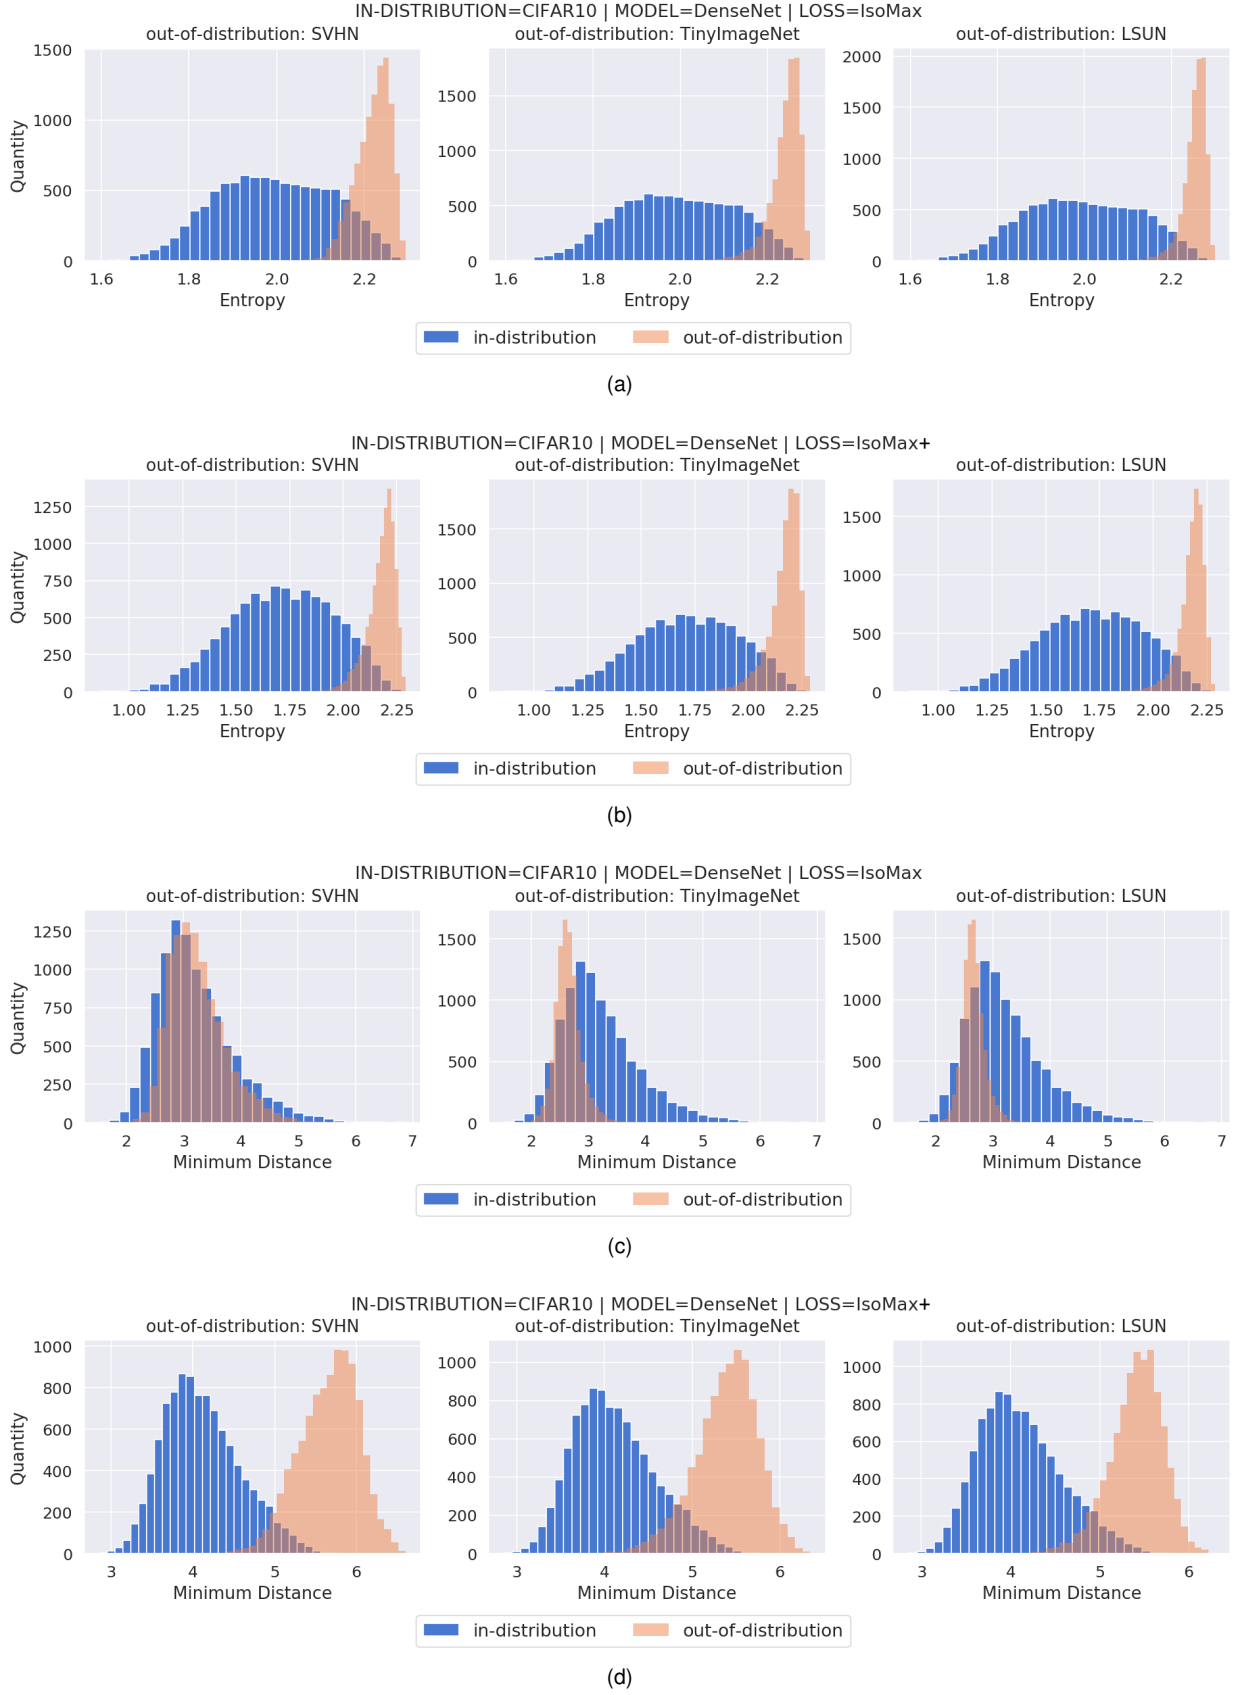 IN-DISTRIBUTION=CIFAR10 | MODEL=DenseNet | LOSS=IsoMax
out-of-distribution: SVHN
out-of-distribution: TinyImageNet
out-of-distribution: LSUN
Quantity
1500
1000
500
0
1500
1000
500
0
2000
1500
1000
500
0
1.6 1.8 2.0 2.2
1.6 1.8 2.0 2.2
1.6 1.8 2.0 2.2
Entropy
Entropy
Entropy
in-distribution out-of-distribution
(a)
IN-DISTRIBUTION=CIFAR10 | MODEL=DenseNet | LOSS=IsoMax+
out-of-distribution: SVHN
out-of-distribution: TinyImageNet
out-of-distribution: LSUN
Quantity
1250
1000
750
500
250
0
1500
1000
500
0
1500
1000
500
0
1.00 1.25 1.50 1.75 2.00 2.25
1.00 1.25 1.50 1.75 2.00 2.25
1.00 1.25 1.50 1.75 2.00 2.25
Entropy
Entropy
Entropy
in-distribution out-of-distribution
(b)
IN-DISTRIBUTION=CIFAR10 | MODEL=DenseNet | LOSS=IsoMax
out-of-distribution: SVHN
out-of-distribution: TinyImageNet
out-of-distribution: LSUN
Quantity
1250
1000
750
500
250
0
1500
1000
500
0
1500
1000
500
0
2 3 4 5 6 7
2 3 4 5 6 7
2 3 4 5 6 7
Minimum Distance
Minimum Distance
Minimum Distance
in-distribution out-of-distribution
(c)
IN-DISTRIBUTION=CIFAR10 | MODEL=DenseNet | LOSS=IsoMax+
out-of-distribution: SVHN
out-of-distribution: TinyImageNet
out-of-distribution: LSUN
Quantity
1000
800
600
400
200
0
1000
800
600
400
200
0
1000
800
600
400
200
0
3 4 5 6
3 4 5 6
3 4 5 6
Minimum Distance
Minimum Distance
Minimum Distance
in-distribution out-of-distribution
(d)